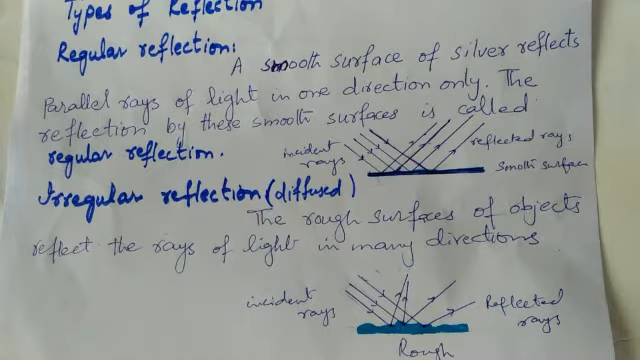 Types of Reflection
Regular reflection:
A smooth surface of silver reflects
Parallel rays of light in one direction only. The
reflection by these smooth surfaces is called
regular reflection.
incident
rays
reflected rays
smooth surface
Irregular reflection (diffused)
The rough surfaces of objects
reflect the rays of light in many directions
incident
rays
Reflected
rays
Rough